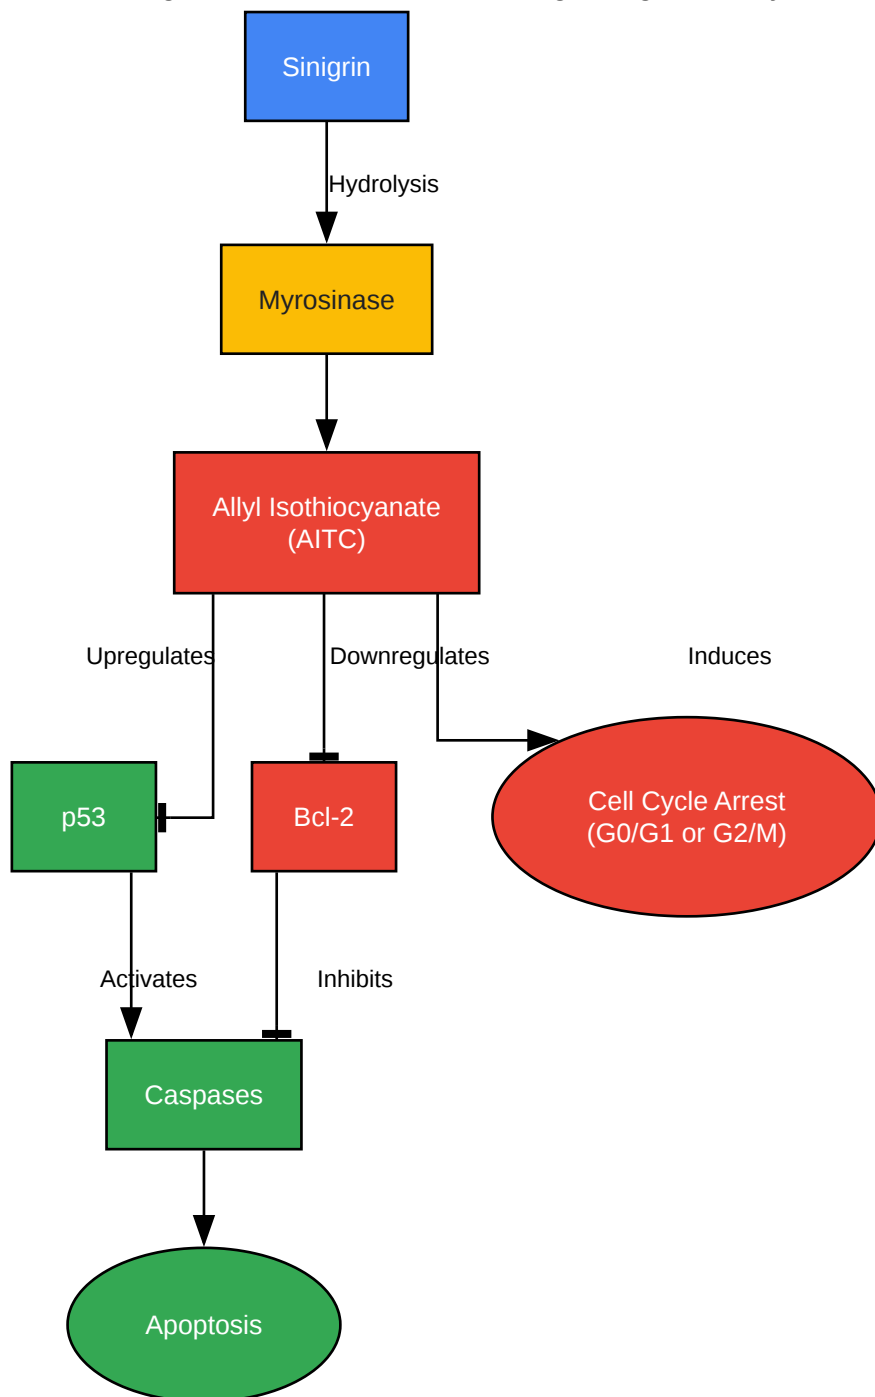 Sinigrin
Hydrolysis
Myrosinase
Allyl Isothiocyanate
(AITC)
Upregulates
Downregulates
Induces
p53
Bcl-2
Cell Cycle Arrest
(G0/G1 or G2/M)
Activates
Inhibits
Caspases
Apoptosis